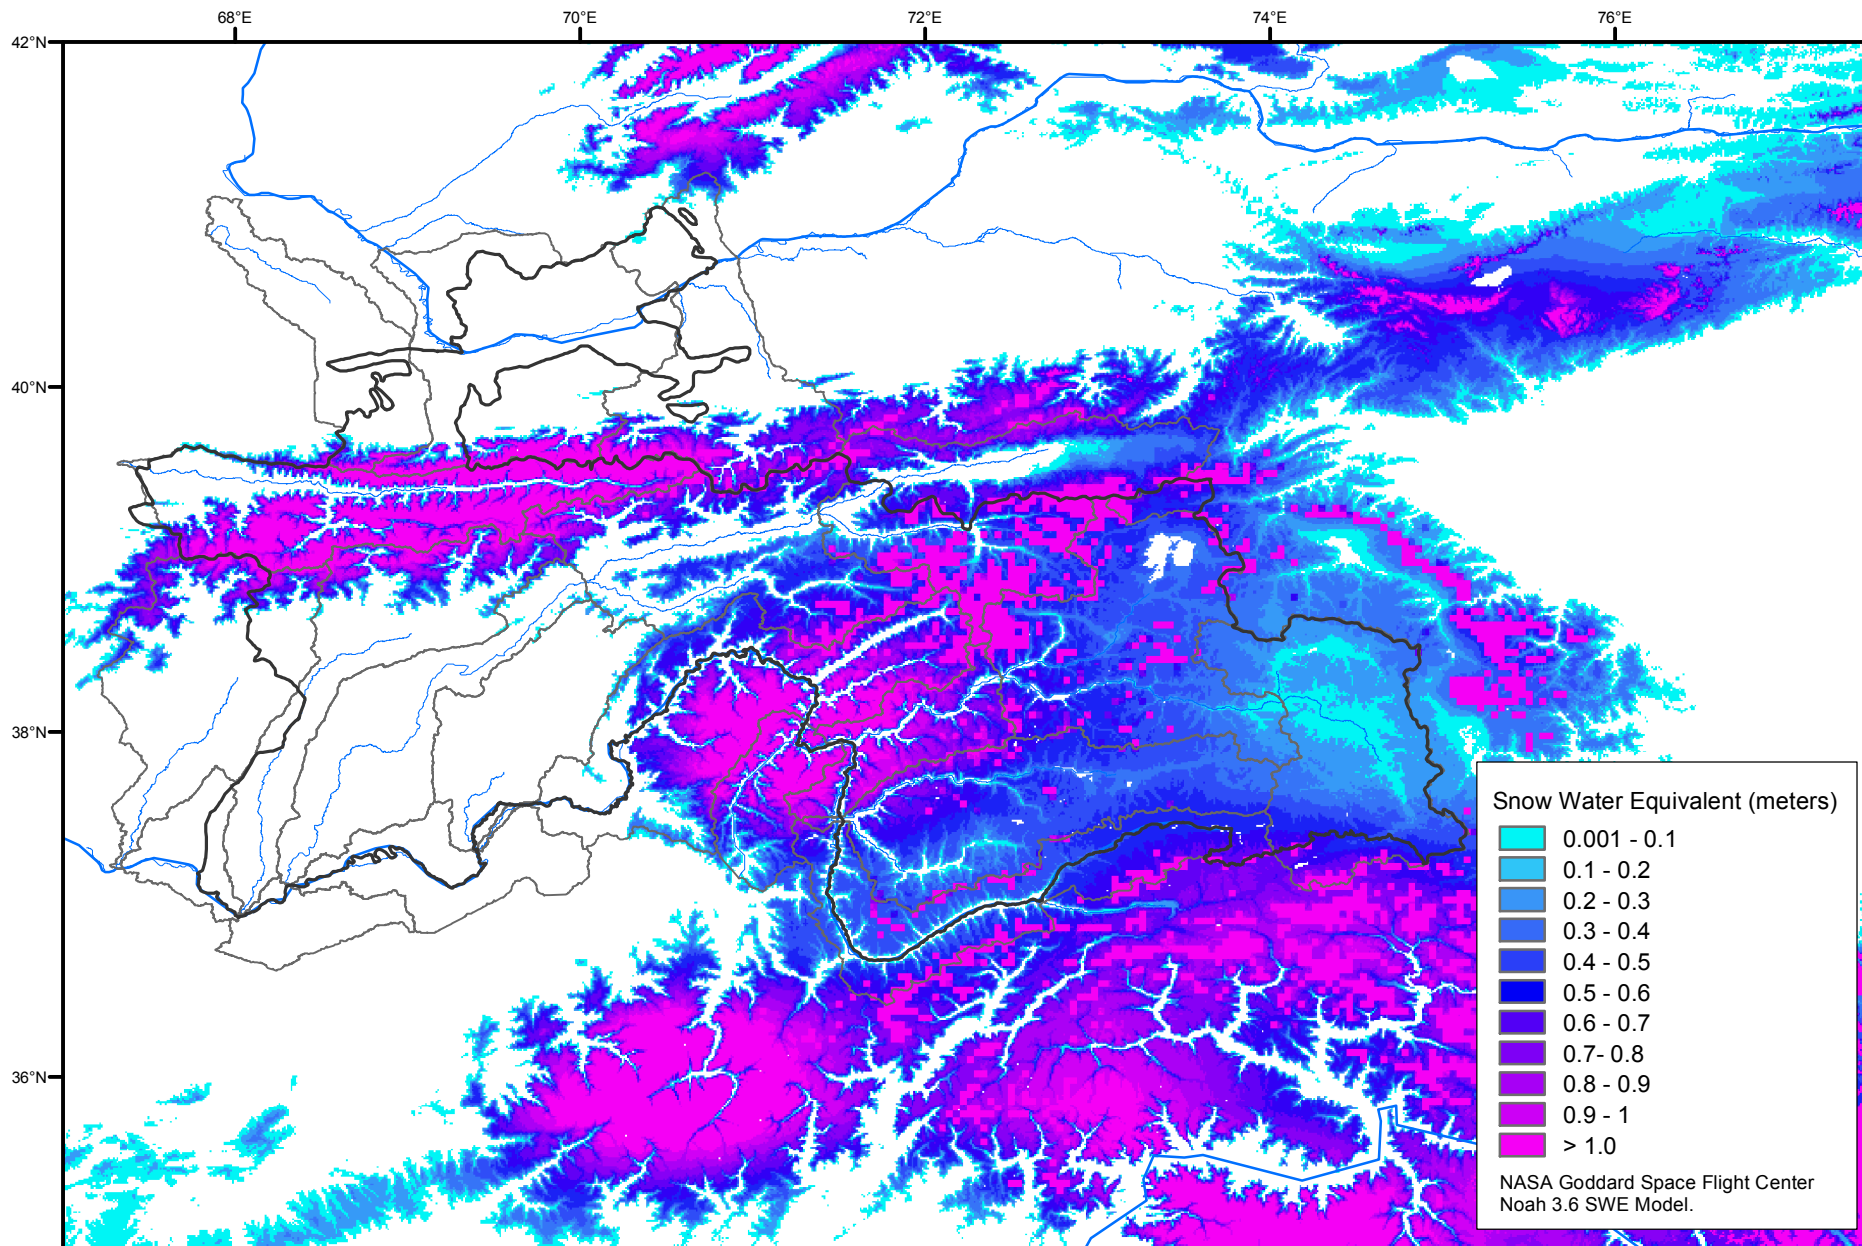 68°E
70°E
72°E
74°E
76°E
42°N
40°N
38°N
36°N
Snow Water Equivalent (meters)
0.001 - 0.1
0.1 - 0.2
0.2 - 0.3
0.3 - 0.4
0.4 - 0.5
0.5 - 0.6
0.6 - 0.7
0.7- 0.8
0.8 - 0.9
0.9 - 1
> 1.0
NASA Goddard Space Flight Center
Noah 3.6 SWE Model.